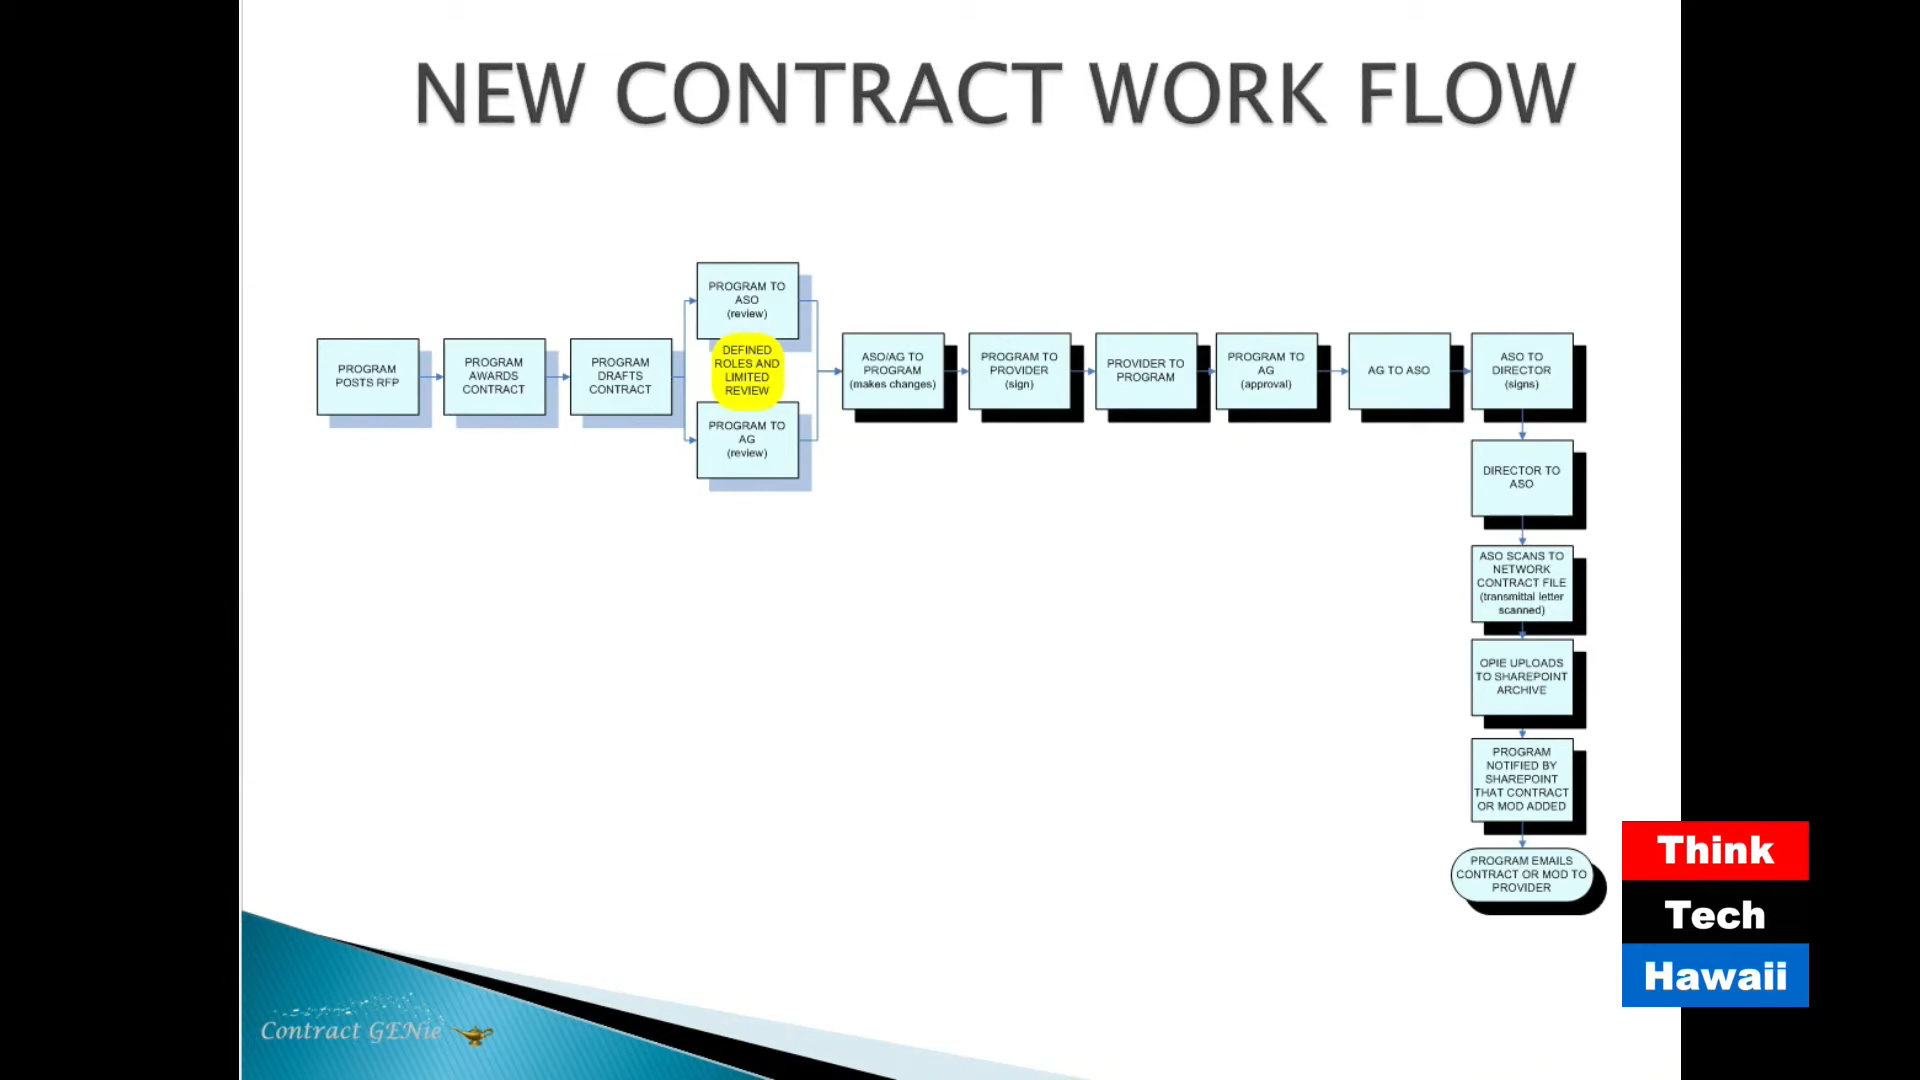 NEW CONTRACT WORK FLOW
PROGRAM
POSTS RFP
PROGRAM
AWARDS
CONTRACT
PROGRAM
DRAFTS
CONTRACT
PROGRAM TO
ASO
(review)
DEFINED
ROLES AND
LIMITED
REVIEW
PROGRAM TO
AG
(review)
ASO/AG TO
PROGRAM
(makes changes)
PROGRAM TO
PROVIDER
(sign)
PROVIDER TO
PROGRAM
PROGRAM TO
AG
(approval)
AG TO ASO
ASO TO
DIRECTOR
(signs)
DIRECTOR TO
ASO
ASO SCANS TO
NETWORK
CONTRACT FILE
(transmittal letter
scanned)
OPIE UPLOADS
TO SHAREPOINT
ARCHIVE
PROGRAM
NOTIFIED BY
SHAREPOINT
THAT CONTRACT
OR MOD ADDED
PROGRAM EMAILS
CONTRACT OR MOD TO
PROVIDER
Think
Tech
Hawaii
Contract GENie